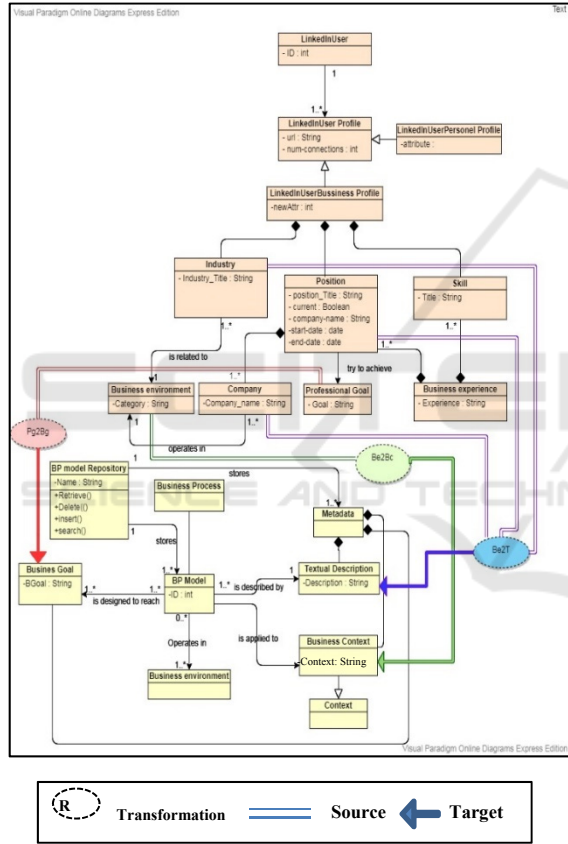 Visual Paradigm Online Diagrams Express Edition
Text
LinkedInUser
- ID : int
1
1..*
LinkedInUser Profile
- url : String
- num-connections : int
LinkedInUserPersonel Profile
-attribute :
LinkedInUserBussiness Profile
-newAttr : int
Industry
- Industry_Title : String
Position
- position_Title : String
- current : Boolean
- company-name : String
-start-date : date
-end-date : date
Skill
- Title : String
1..*
1..*
1..*
is related to
try to achieve
1
1..*
Business environment
-Category : String
Company
-Company_name : String
Professional Goal
- Goal : String
Business experience
- Experience : String
1
1..*
operates in
Pg2Bg
Be2Bc
BP model Repository
-Name : String
+Retrieve()
+Delete()
+insert()
+search()
1
stores
1..*
Business Process
Metadata
SCIENCE AND TECHN
1
stores
1..*
Be2T
Busines Goal
-BGoal : String
BP Model
-ID : int
Textual Description
-Description : String
1..*
1..*
1..*
1
is described by
is designed to reach
0..*
is applied to
Operates in
Business Context
-Context: String
1..*
Business environment
Context
Visual Paradigm Online Diagrams Express Edition
R
Transformation
Source
Target